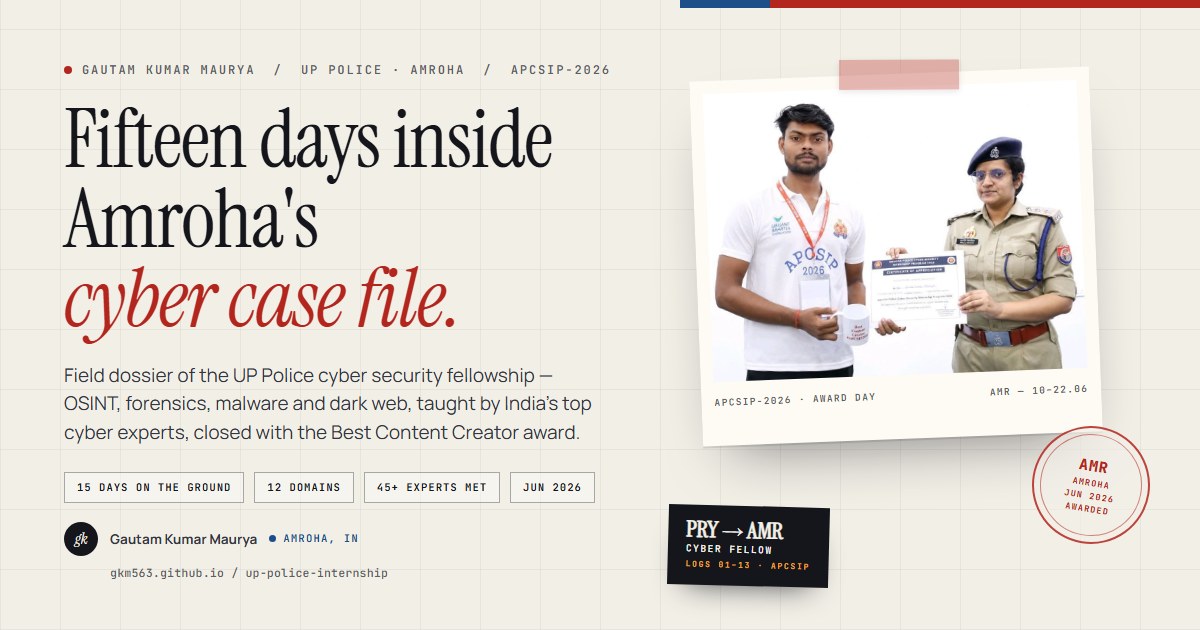 GAUTAM KUMAR MAURYA / UP POLICE · AMROHA / APCSIP-2026
Fifteen days inside
Amroha's
cyber case file.
Field dossier of the UP Police cyber security fellowship —
OSINT, forensics, malware and dark web, taught by India's top
cyber experts, closed with the Best Content Creator award.
15 DAYS ON THE GROUND
12 DOMAINS
45+ EXPERTS MET
JUN 2026
gk
Gautam Kumar Maurya
AMROHA, IN
gkm563.github.io / up-police-internship
APCSIP
2026
CERTIFICATE OF APPRECIATION
APCSIP-2026 · AWARD DAY
AMR — 10–22.06
AMR
AMROHA
JUN 2026
AWARDED
PRY → AMR
CYBER FELLOW
LOGS 01–13 · APCSIP